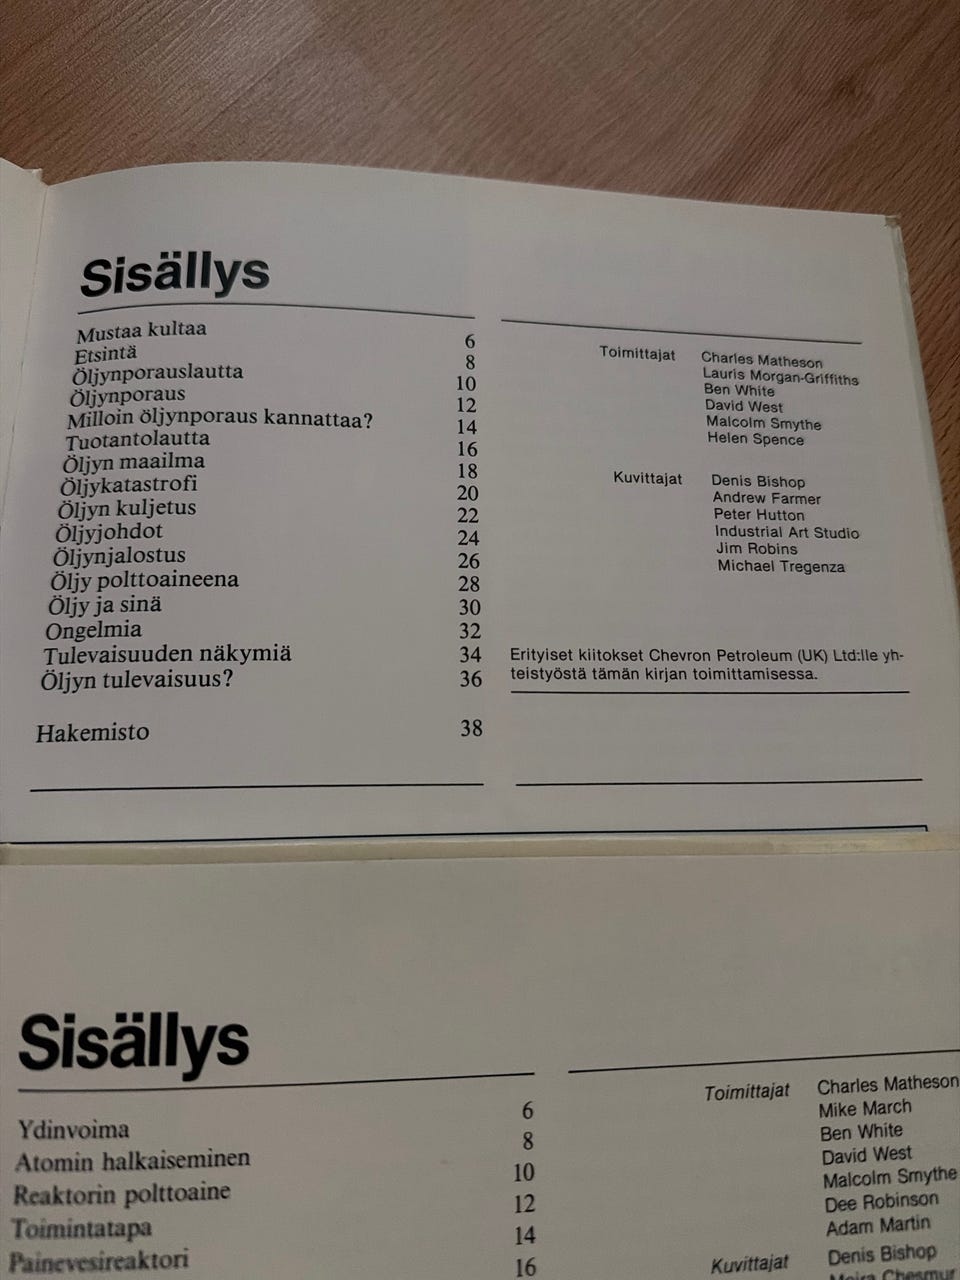 Sisällys
Mustaa kultaa 6
Etsintä 8
Öljynporauslautta 10
Öljynporaus 12
Milloin öljynporaus kannattaa? 14
Tuotantolautta 16
Öljyn maailma 18
Öljykatastrofi 20
Öljyn kuljetus 22
Öljyjohdot 24
Öljynjalostus 26
Öljy polttoaineena 28
Öljy ja sinä 30
Ongelmia 32
Tulevaisuuden näkymiä 34
Öljyn tulevaisuus? 36
Hakemisto 38
Toimittajat Charles Matheson
Lauris Morgan-Griffiths
Ben White
David West
Malcolm Smythe
Helen Spence
Kuvittajat Denis Bishop
Andrew Farmer
Peter Hutton
Industrial Art Studio
Jim Robins
Michael Tregenza
Erityiset kiitokset Chevron Petroleum (UK) Ltd:lle yh-
teistyöstä tämän kirjan toimittamisessa.
Sisällys
Ydinvoima 6
Atomin halkaiseminen 8
Reaktorin polttoaine 10
Toimintatapa 12
Painevesireaktori 14
16
Toimittajat Charles Matheson
Mike March
Ben White
David West
Malcolm Smythe
Dee Robinson
Adam Martin
Kuvittajat Denis Bishop